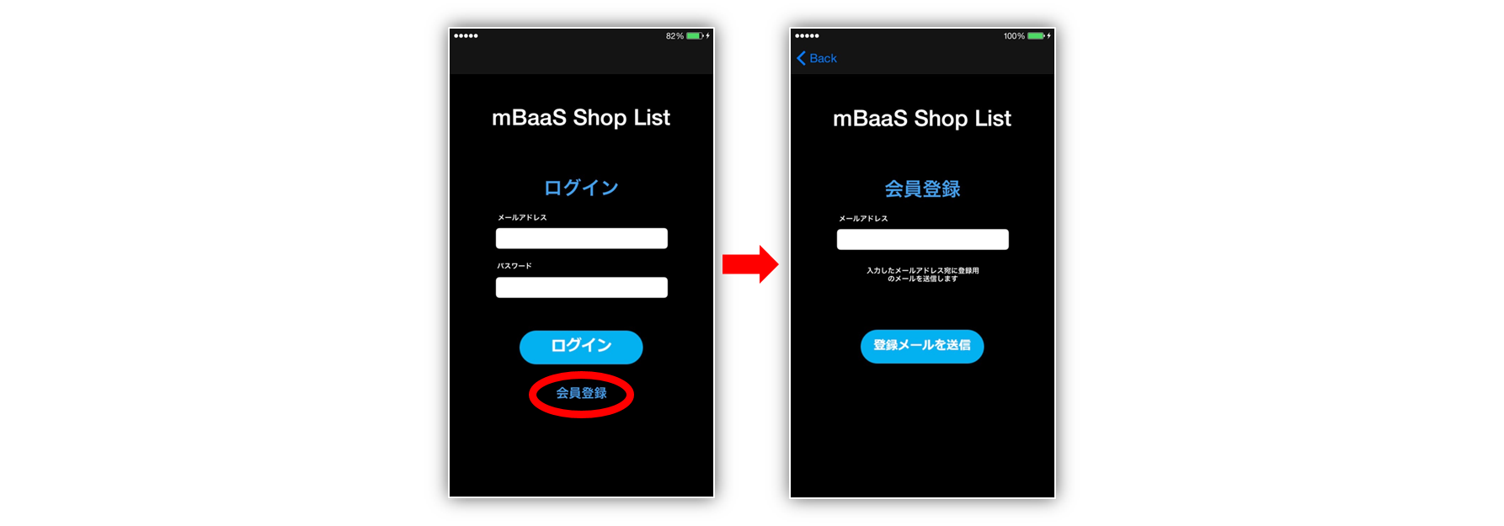 82%
mBaaS Shop List
ログイン
メールアドレス
パスワード
ログイン
会員登録
100%
Back
mBaaS Shop List
会員登録
メールアドレス
入力したメールアドレス宛に登録用
のメールを送信します
登録メールを送信